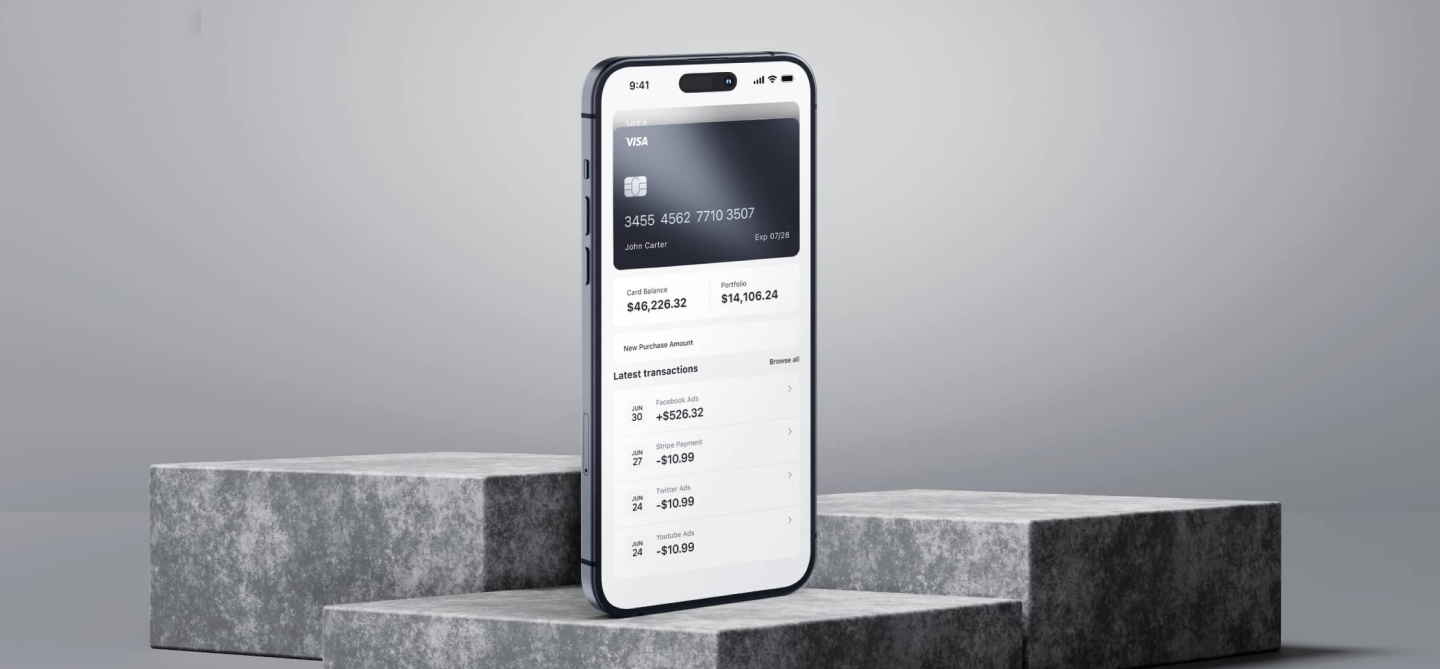 9:41
VISA
VISA
3455 4562 7710 3507
John Carter
Exp 07/28
Card Balance
$46,226.32
Portfolio
$14,106.24
New Purchase Amount
Latest transactions
Browse all
JUN
30
Facebook Ads
+$526.32
JUN
27
Stripe Payment
-$10.99
JUN
24
Twitter Ads
-$10.99
JUN
24
Youtube Ads
-$10.99